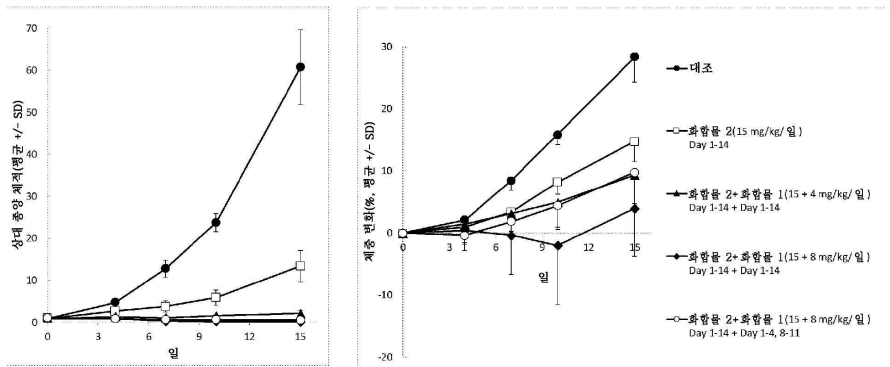 상대 종양 체적(평균 +/- SD)
70
60
50
40
30
20
10
0
0 3 6 9 12 15
일
체중 변화(%, 평균 +/- SD)
30
20
10
0
-10
-20
0 3 6 9 12 15
일
대조
화합물 2(15 mg/kg/일)
Day 1-14
화합물 2+화합물 1(15 + 4 mg/kg/일)
Day 1-14 + Day 1-14
화합물 2+화합물 1(15 + 8 mg/kg/일)
Day 1-14 + Day 1-14
화합물 2+화합물 1(15 + 8 mg/kg/일)
Day 1-14 + Day 1-4, 8-11